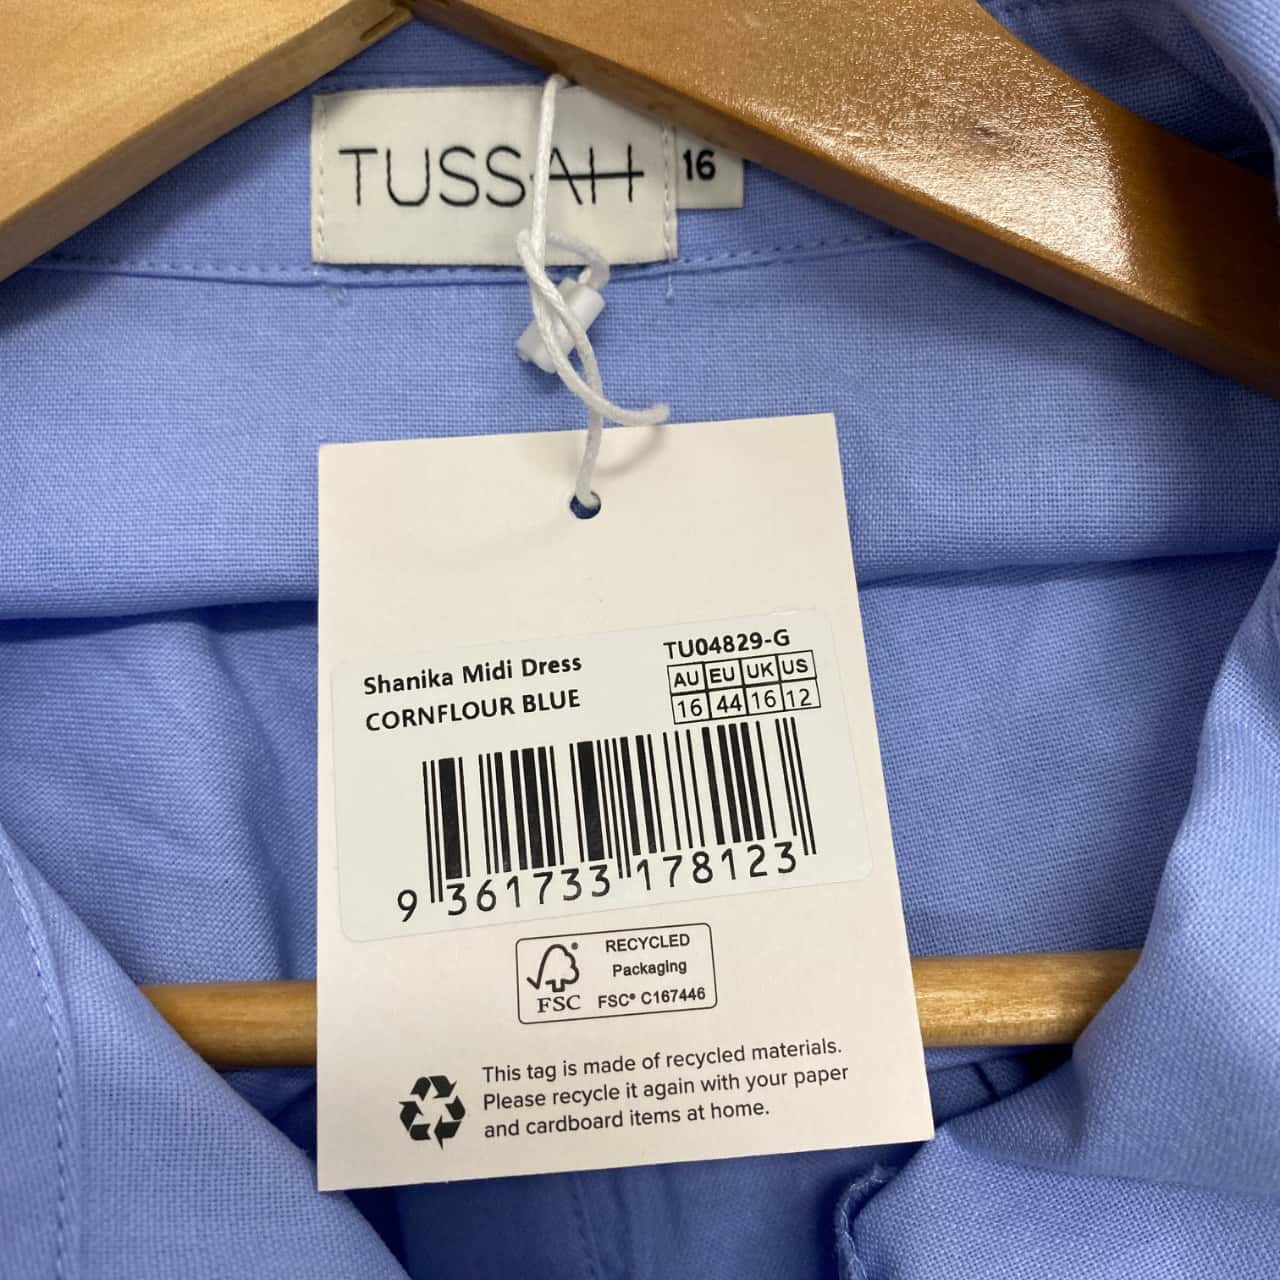 TUSSAH
16
Shanika Midi Dress
CORNFLOUR BLUE
TU04829-G
AU EU UK US
16 44 16 12
9 361733 178123
RECYCLED
Packaging
FSC® C167446
FSC
This tag is made of recycled materials.
Please recycle it again with your paper
and cardboard items at home.